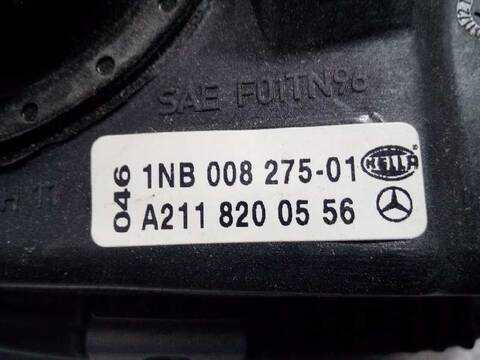 SAE F01TN96
046
1NB 008 275-01 HELLA
A211 820 05 56